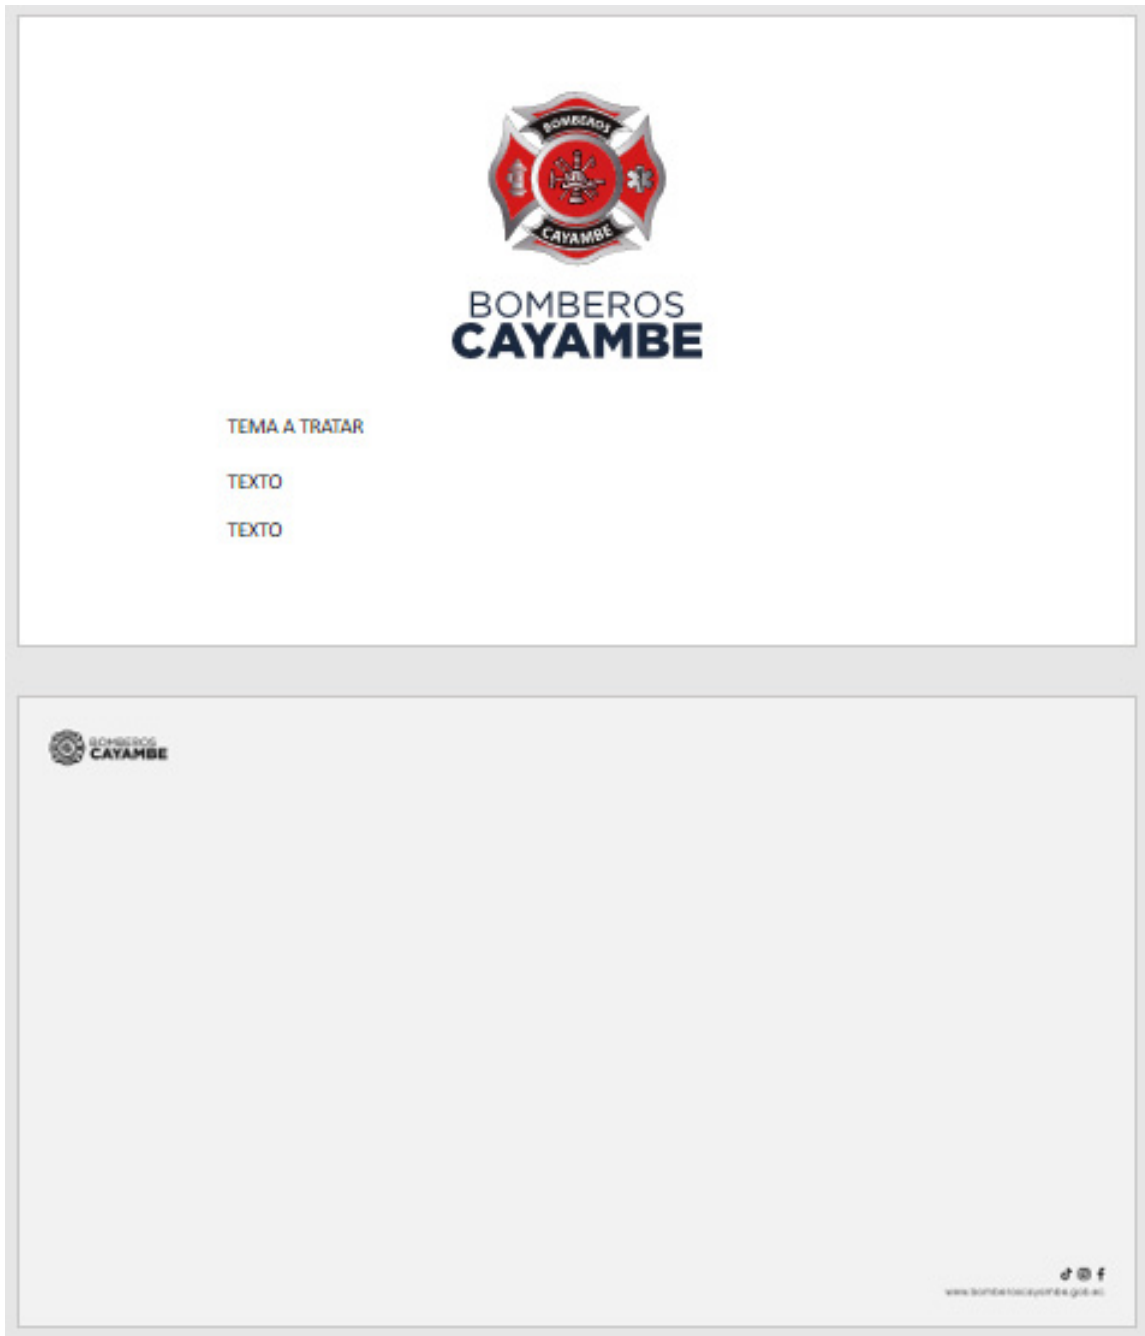 BOMBEROS
CAYAMBE
BOMBEROS
CAYAMBE
TEMA A TRATAR
TEXTO
TEXTO
BOMBEROS
CAYAMBE
www.bomberoscayambe.gob.ec